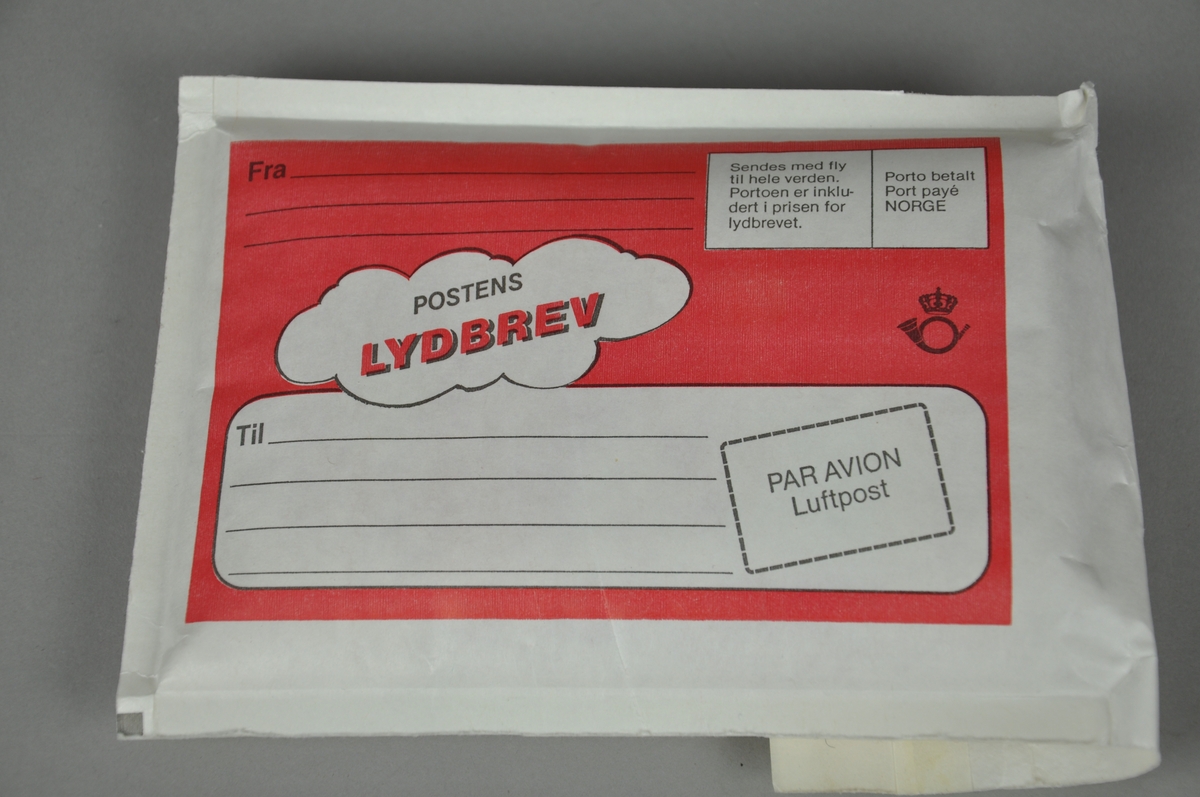 Fra
Sendes med fly
til hele verden.
Portoen er inklu-
dert i prisen for
lydbrevet.
Porto betalt
Port payé
NORGE
POSTENS
LYDBREV
Til
PAR AVION
Luftpost